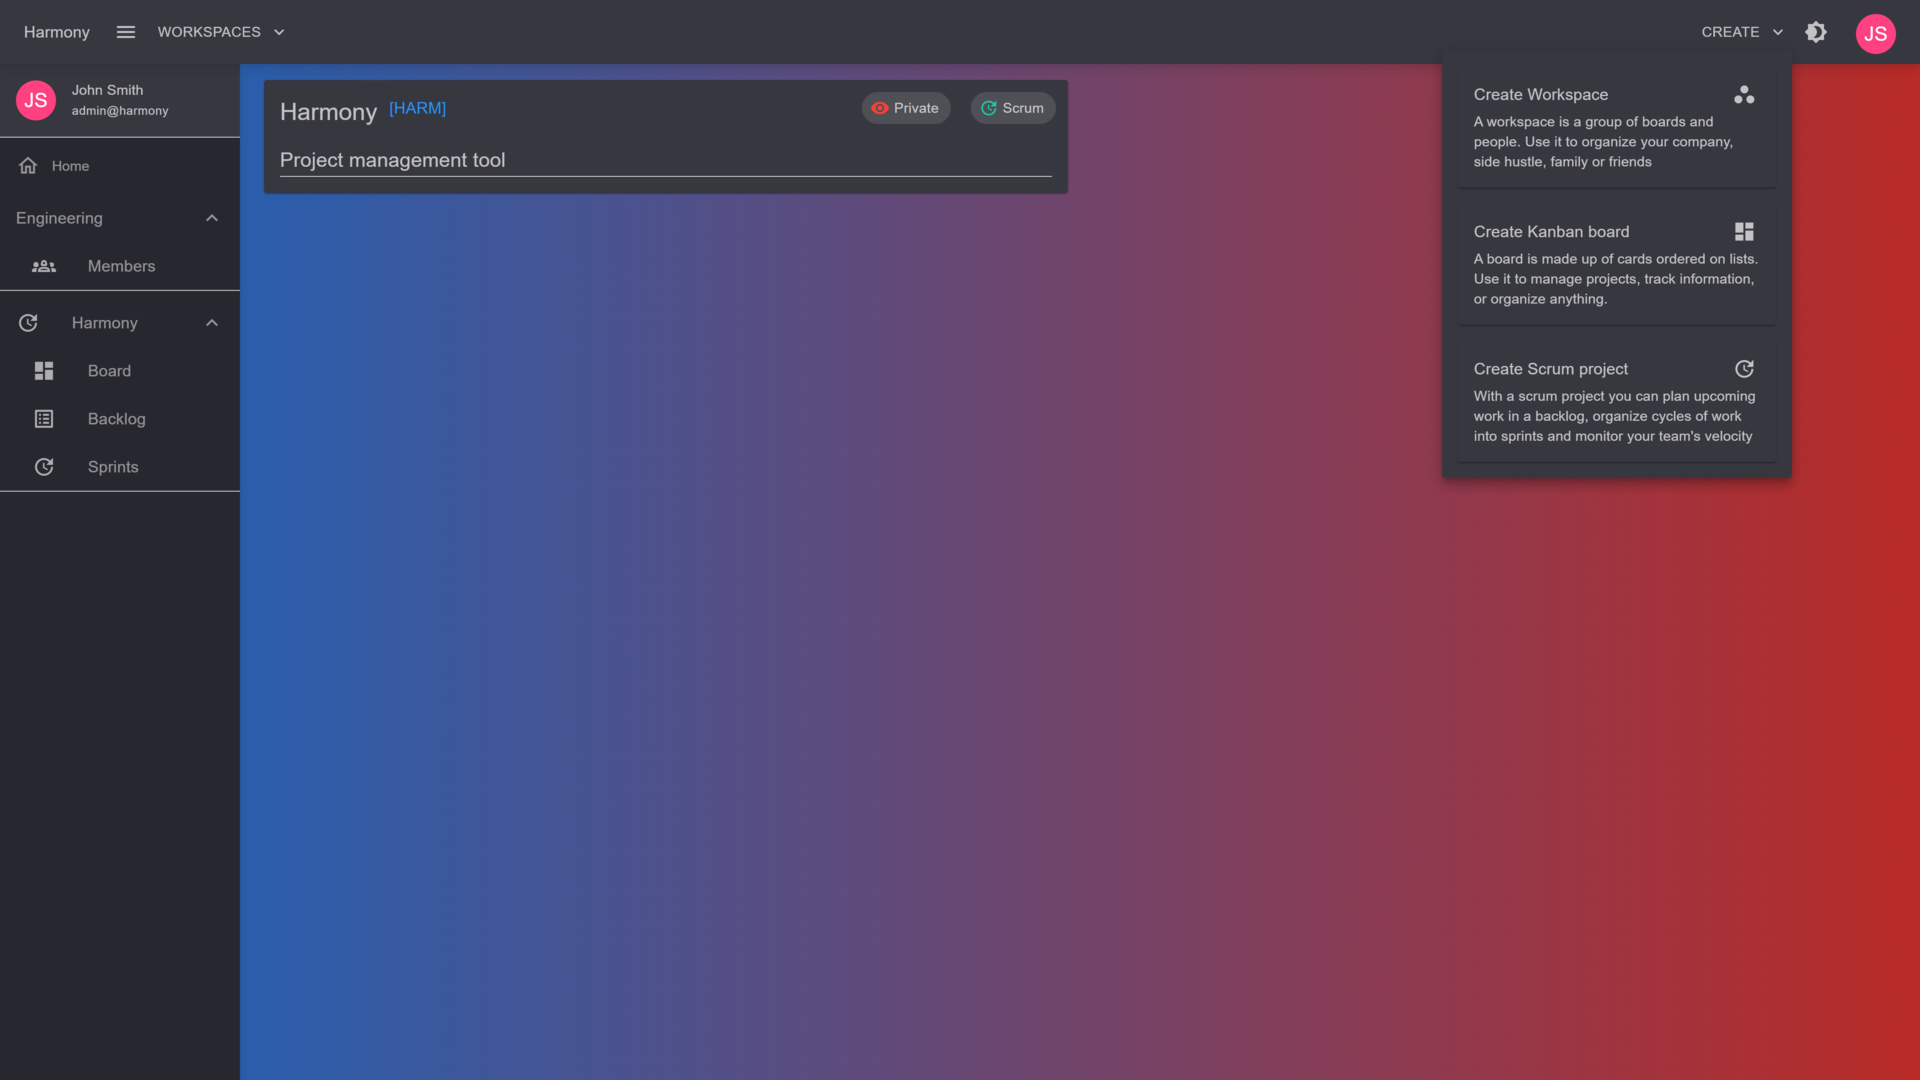 Harmony
WORKSPACES
CREATE
JS
JS
John Smith
admin@harmony
Home
Engineering
Members
Harmony
Board
Backlog
Sprints
Harmony [HARM]
Private
Scrum
Project management tool
Create Workspace
A workspace is a group of boards and
people. Use it to organize your company,
side hustle, family or friends
Create Kanban board
A board is made up of cards ordered on lists.
Use it to manage projects, track information,
or organize anything.
Create Scrum project
With a scrum project you can plan upcoming
work in a backlog, organize cycles of work
into sprints and monitor your team's velocity